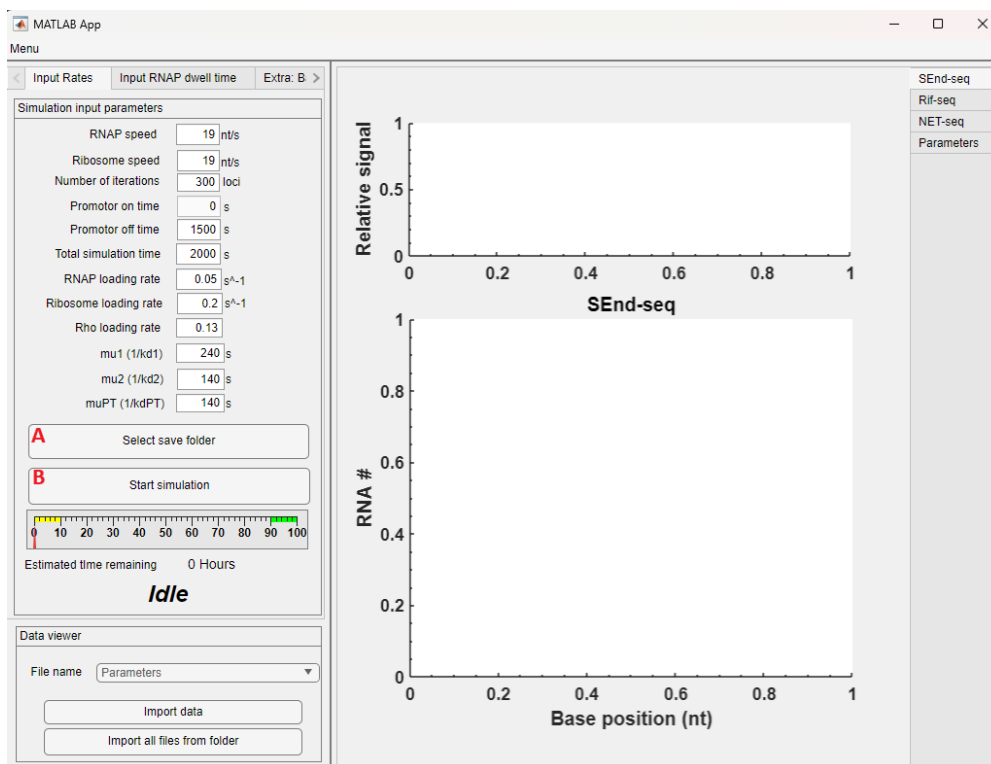 MATLAB App
Menu
Input Rates Input RNAP dwell time Extra: B
Simulation input parameters
RNAP speed 19 nt/s
Ribosome speed 19 nt/s
Number of iterations 300 loci
Promotor on time 0 s
Promotor off time 1500 s
Total simulation time 2000 s
RNAP loading rate 0.05 s^-1
Ribosome loading rate 0.2 s^-1
Rho loading rate 0.13
mu1 (1/kd1) 240 s
mu2 (1/kd2) 140 s
muPT (1/kdPT) 140 s
A Select save folder
B Start simulation
0 10 20 30 40 50 60 70 80 90 100
Estimated time remaining 0 Hours
Idle
Data viewer
File name Parameters
Import data
Import all files from folder
Relative signal
1
0.5
0
0 0.2 0.4 0.6 0.8 1
SEnd-seq
RNA #
1
0.8
0.6
0.4
0.2
0
0 0.2 0.4 0.6 0.8 1
Base position (nt)
SEnd-seq
Rif-seq
NET-seq
Parameters